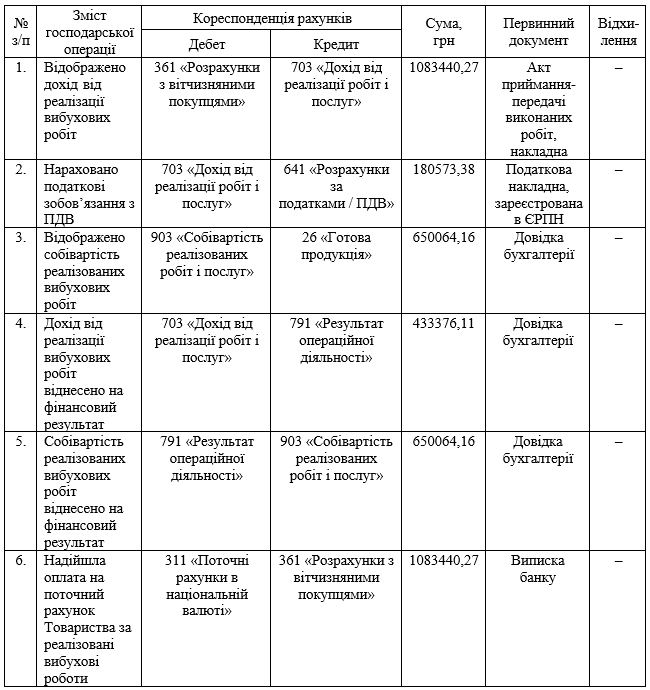 №
з/п
Зміст
господарської
операції
Кореспонденція рахунків
Дебет
Кредит
Сума,
грн
Первинний
документ
Відхи-
лення
1.
Відображено
дохід від
реалізації
вибухових
робіт
361 «Розрахунки
з вітчизняними
покупцями»
703 «Дохід від
реалізації робіт і
послуг»
1083440,27
Акт
приймання-
передачі
виконаних
робіт,
накладна
–
2.
Нараховано
податкові
зобов’язання з
ПДВ
703 «Дохід від
реалізації робіт і
послуг»
641 «Розрахунки
за
податками / ПДВ»
180573,38
Податкова
накладна,
зареєстрована
в ЄРПН
–
3.
Відображено
собівартість
реалізованих
вибухових
робіт
903 «Собівартість
реалізованих
робіт і послуг»
26 «Готова
продукція»
650064,16
Довідка
бухгалтерії
–
4.
Дохід від
реалізації
вибухових
робіт
віднесено на
фінансовий
результат
703 «Дохід від
реалізації робіт і
послуг»
791 «Результат
операційної
діяльності»
433376,11
Довідка
бухгалтерії
–
5.
Собівартість
реалізованих
вибухових
робіт
віднесено на
фінансовий
результат
791 «Результат
операційної
діяльності»
903 «Собівартість
реалізованих
робіт і послуг»
650064,16
Довідка
бухгалтерії
–
6.
Надійшла
оплата на
поточний
рахунок
Товариства за
реалізовані
вибухові
роботи
311 «Поточні
рахунки в
національній
валюті»
361 «Розрахунки з
вітчизняними
покупцями»
1083440,27
Виписка
банку
–